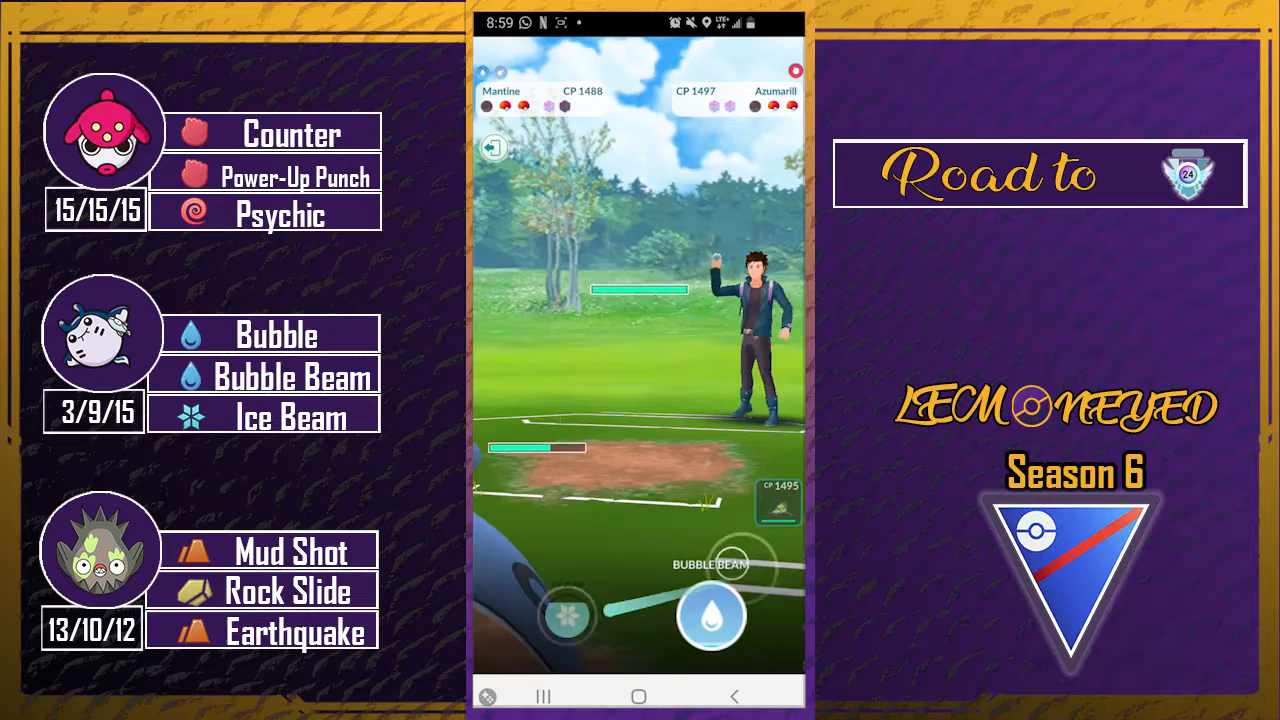 8:59 N LTE+
Mantine CP 1488 CP 1497 Azumarill
Counter
Power-Up Punch
15/15/15 Psychic
Bubble
Bubble Beam
3/9/15 Ice Beam
Mud Shot
Rock Slide
13/10/12 Earthquake
CP 1495
BUBBLE BEAM
Road to 24
LECMONEYED
Season 6